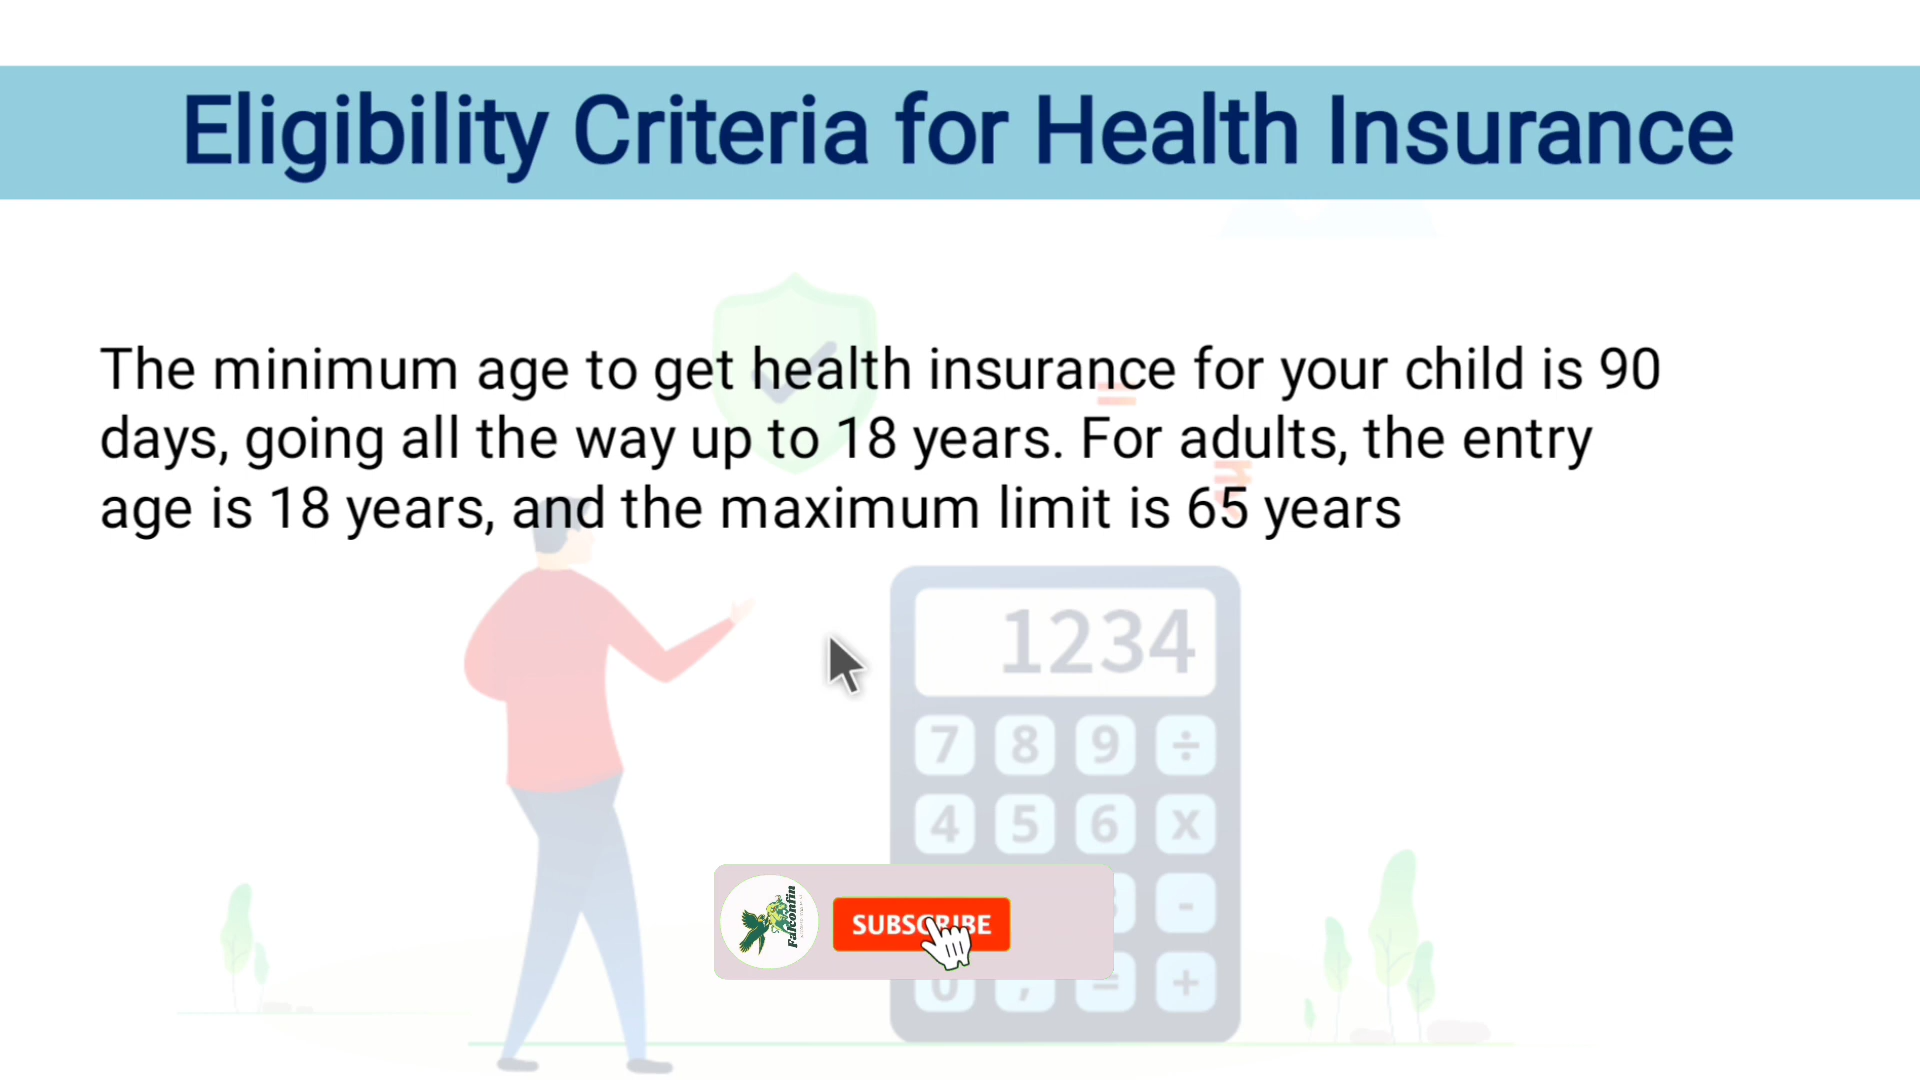 Eligibility Criteria for Health Insurance
The minimum age to get health insurance for your child is 90
days, going all the way up to 18 years. For adults, the entry
age is 18 years, and the maximum limit is 65 years
1234
7 8 9 ÷
4 5 6 x
-
0 , = +
Falconfin
SUBSCRIBE